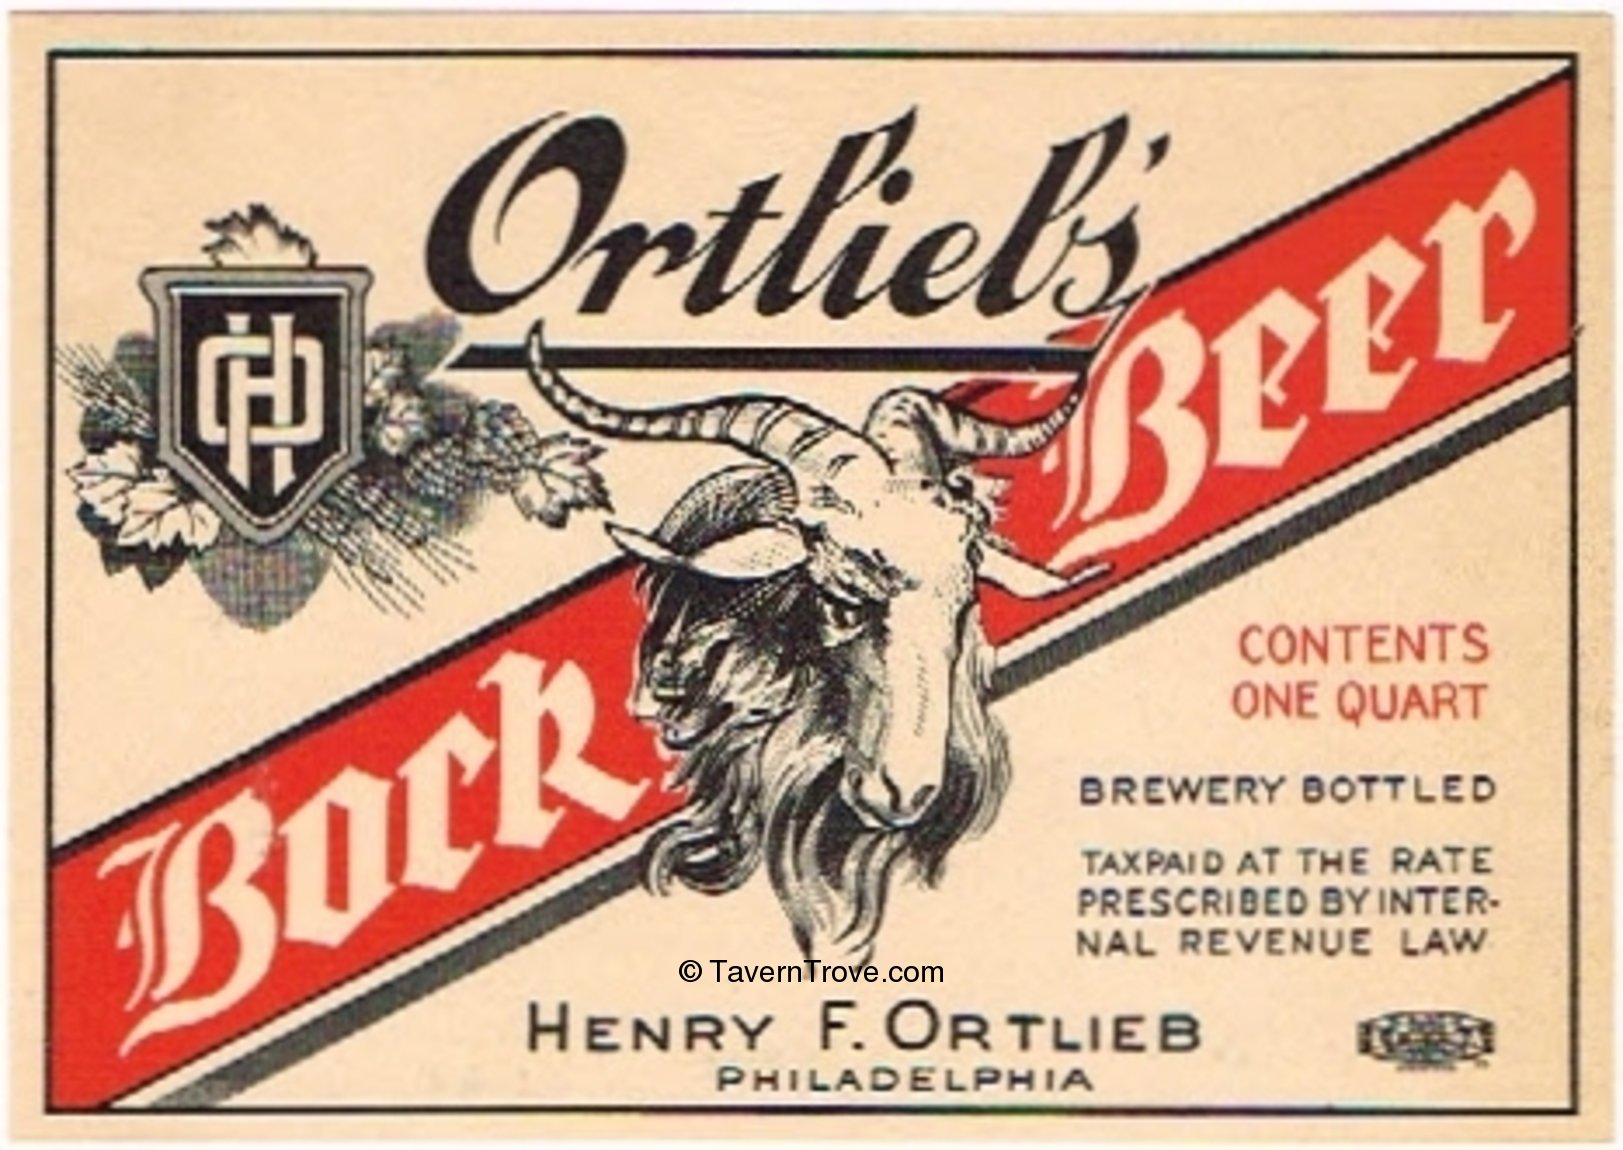 Ortlieb's
HO
Bock Beer
CONTENTS
ONE QUART
BREWERY BOTTLED
TAXPAID AT THE RATE
PRESCRIBED BY INTER-
NAL REVENUE LAW
© TavernTrove.com
HENRY F. ORTLIEB
PHILADELPHIA